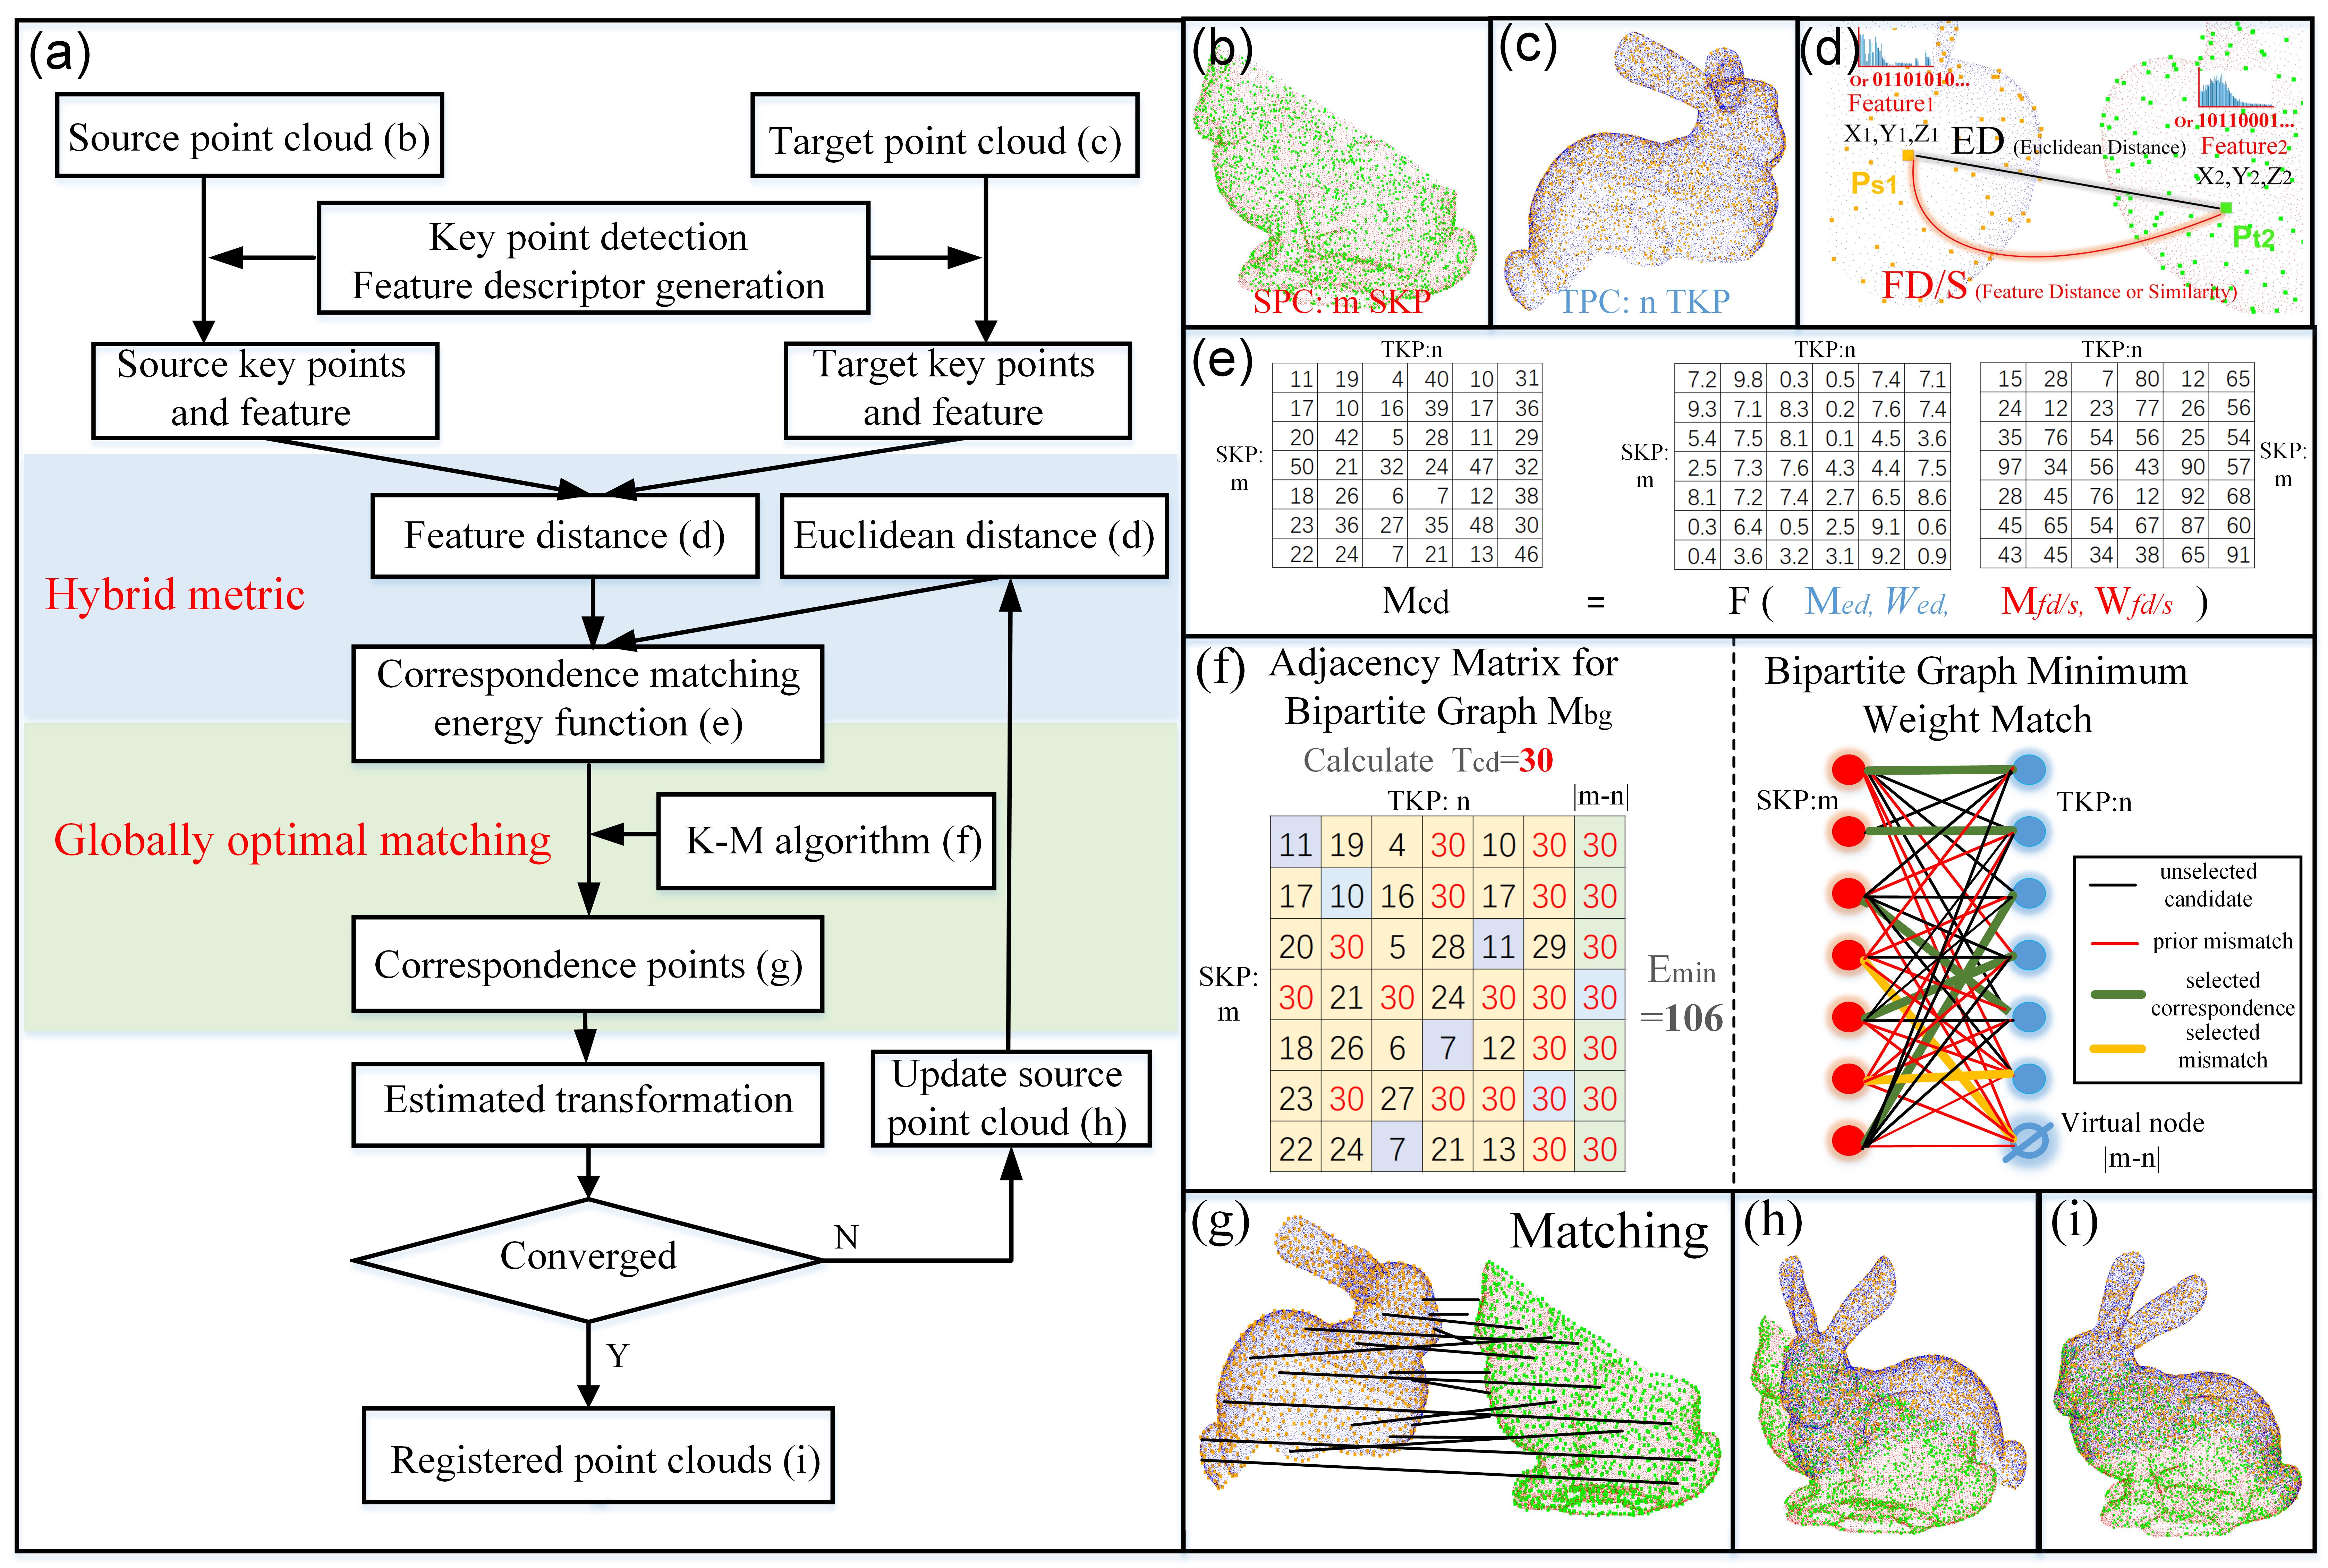 (a)
Source point cloud (b)
Target point cloud (c)
Key point detection
Feature descriptor generation
Source key points
and feature
Target key points
and feature
Hybrid metric
Feature distance (d)
Euclidean distance (d)
Correspondence matching
energy function (e)
Globally optimal matching
K-M algorithm (f)
Correspondence points (g)
Estimated transformation
Update source
point cloud (h)
Converged
N
Y
Registered point clouds (i)
(b)
SPC: m SKP
(c)
TPC: n TKP
(d)
Or 01101010...
Feature1
X1,Y1,Z1
Ps1
ED (Euclidean Distance)
Or 10110001...
Feature2
X2,Y2,Z2
Pt2
FD/S (Feature Distance or Similarity)
(e)
TKP:n
SKP:
m
11 19 4 40 10 31
17 10 16 39 17 36
20 42 5 28 11 29
50 21 32 24 47 32
18 26 6 7 12 38
23 36 27 35 48 30
22 24 7 21 13 46
TKP:n
SKP:
m
7.2 9.8 0.3 0.5 7.4 7.1
9.3 7.1 8.3 0.2 7.6 7.4
5.4 7.5 8.1 0.1 4.5 3.6
2.5 7.3 7.6 4.3 4.4 7.5
8.1 7.2 7.4 2.7 6.5 8.6
0.3 6.4 0.5 2.5 9.1 0.6
0.4 3.6 3.2 3.1 9.2 0.9
TKP:n
15 28 7 80 12 65
24 12 23 77 26 56
35 76 54 56 25 54
97 34 56 43 90 57
28 45 76 12 92 68
45 65 54 67 87 60
43 45 34 38 65 91
SKP:
m
Mcd = F ( Med, Wed, Mfd/s, Wfd/s )
(f)
Adjacency Matrix for
Bipartite Graph Mbg
Calculate Tcd=30
TKP: n |m-n|
SKP:
m
11 19 4 30 10 30 30
17 10 16 30 17 30 30
20 30 5 28 11 29 30
30 21 30 24 30 30 30
18 26 6 7 12 30 30
23 30 27 30 30 30 30
22 24 7 21 13 30 30
Emin
=106
Bipartite Graph Minimum
Weight Match
SKP:m
TKP:n
unselected
candidate
prior mismatch
selected
correspondence
selected
mismatch
Virtual node
|m-n|
(g)
Matching
(h)
(i)